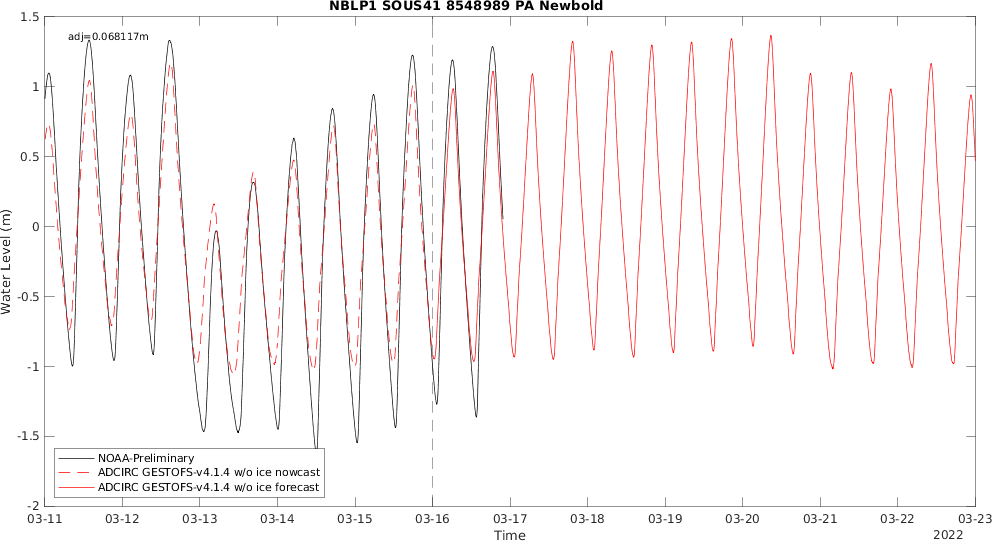 NBLP1 SOUS41 8548989 PA Newbold
adj=0.068117m
1.5
1
0.5
0
-0.5
-1
-1.5
-2
Water Level (m)
NOAA-Preliminary
ADCIRC GESTOFS-v4.1.4 w/o ice nowcast
ADCIRC GESTOFS-v4.1.4 w/o ice forecast
03-11 03-12 03-13 03-14 03-15 03-16 03-17 03-18 03-19 03-20 03-21 03-22 03-23
Time
2022